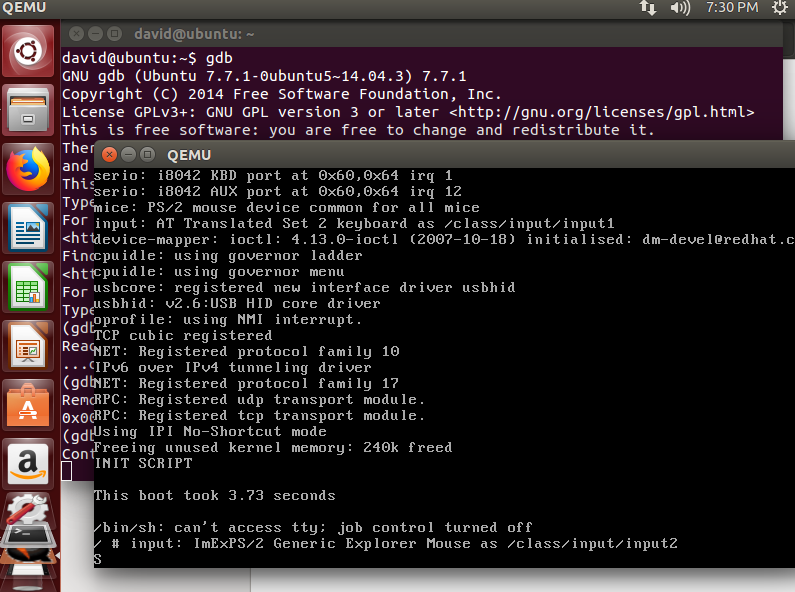 QEMU
7:30 PM
david@ubuntu: ~
david@ubuntu:~$ gdb
GNU gdb (Ubuntu 7.7.1-0ubuntu5~14.04.3) 7.7.1
Copyright (C) 2014 Free Software Foundation, Inc.
License GPLv3+: GNU GPL version 3 or later <http://gnu.org/licenses/gpl.html>
This is free software: you are free to change and redistribute it.
Ther
and
This
Type
For
<htt
Find
<htt
For
Type
(gdb
Read
...d
(gdb
Remo
0x00
(gdb
Cont
QEMU
serio: i8042 KBD port at 0x60,0x64 irq 1
serio: i8042 AUX port at 0x60,0x64 irq 12
mice: PS/2 mouse device common for all mice
input: AT Translated Set 2 keyboard as /class/input/input1
device-mapper: ioctl: 4.13.0-ioctl (2007-10-18) initialised: dm-devel@redhat.c
cpuidle: using governor ladder
cpuidle: using governor menu
usbcore: registered new interface driver usbhid
usbhid: v2.6:USB HID core driver
oprofile: using NMI interrupt.
TCP cubic registered
NET: Registered protocol family 10
IPv6 over IPv4 tunneling driver
NET: Registered protocol family 17
RPC: Registered udp transport module.
RPC: Registered tcp transport module.
Using IPI No-Shortcut mode
Freeing unused kernel memory: 240k freed
INIT SCRIPT
This boot took 3.73 seconds
/bin/sh: can't access tty; job control turned off
/ # input: ImExPS/2 Generic Explorer Mouse as /class/input/input2
S